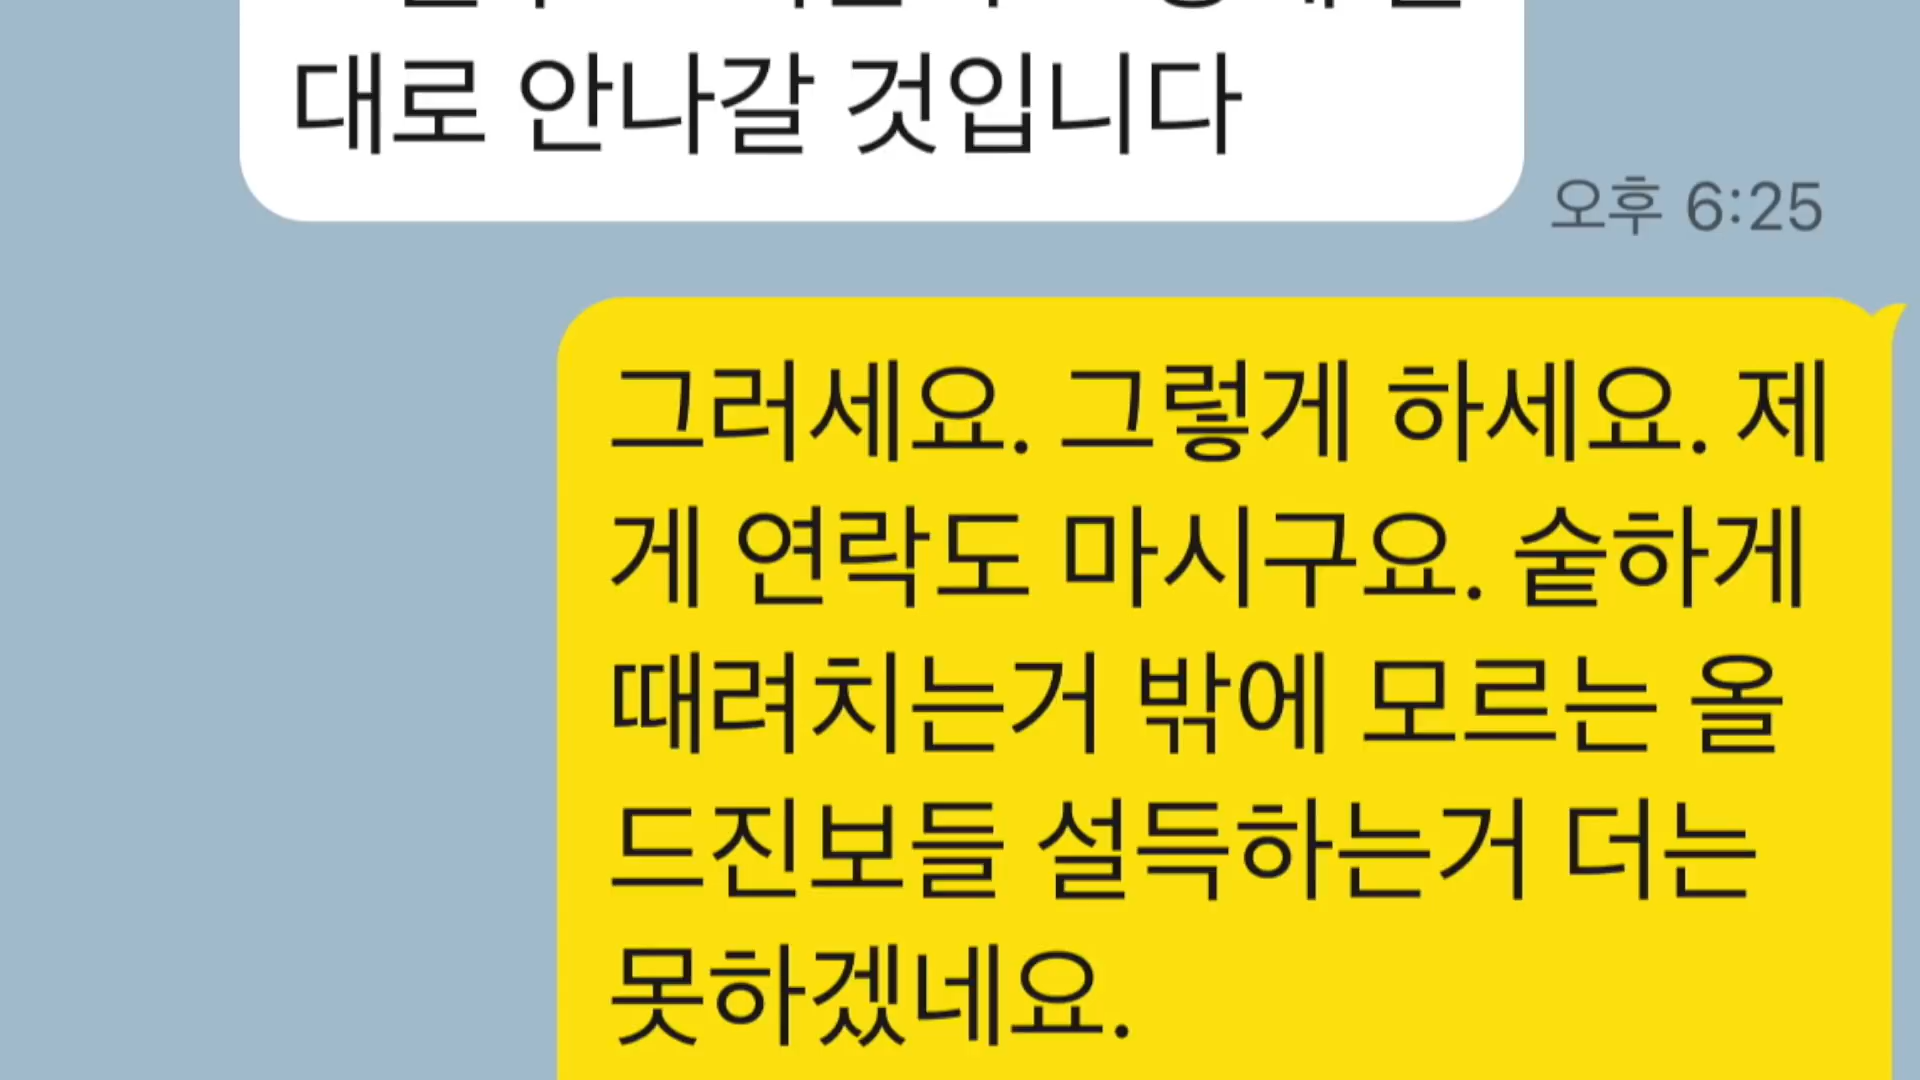 대로 안나갈 것입니다
오후 6:25
그러세요. 그렇게 하세요. 제
게 연락도 마시구요. 숱하게
때려치는거 밖에 모르는 올
드진보들 설득하는거 더는
못하겠네요.